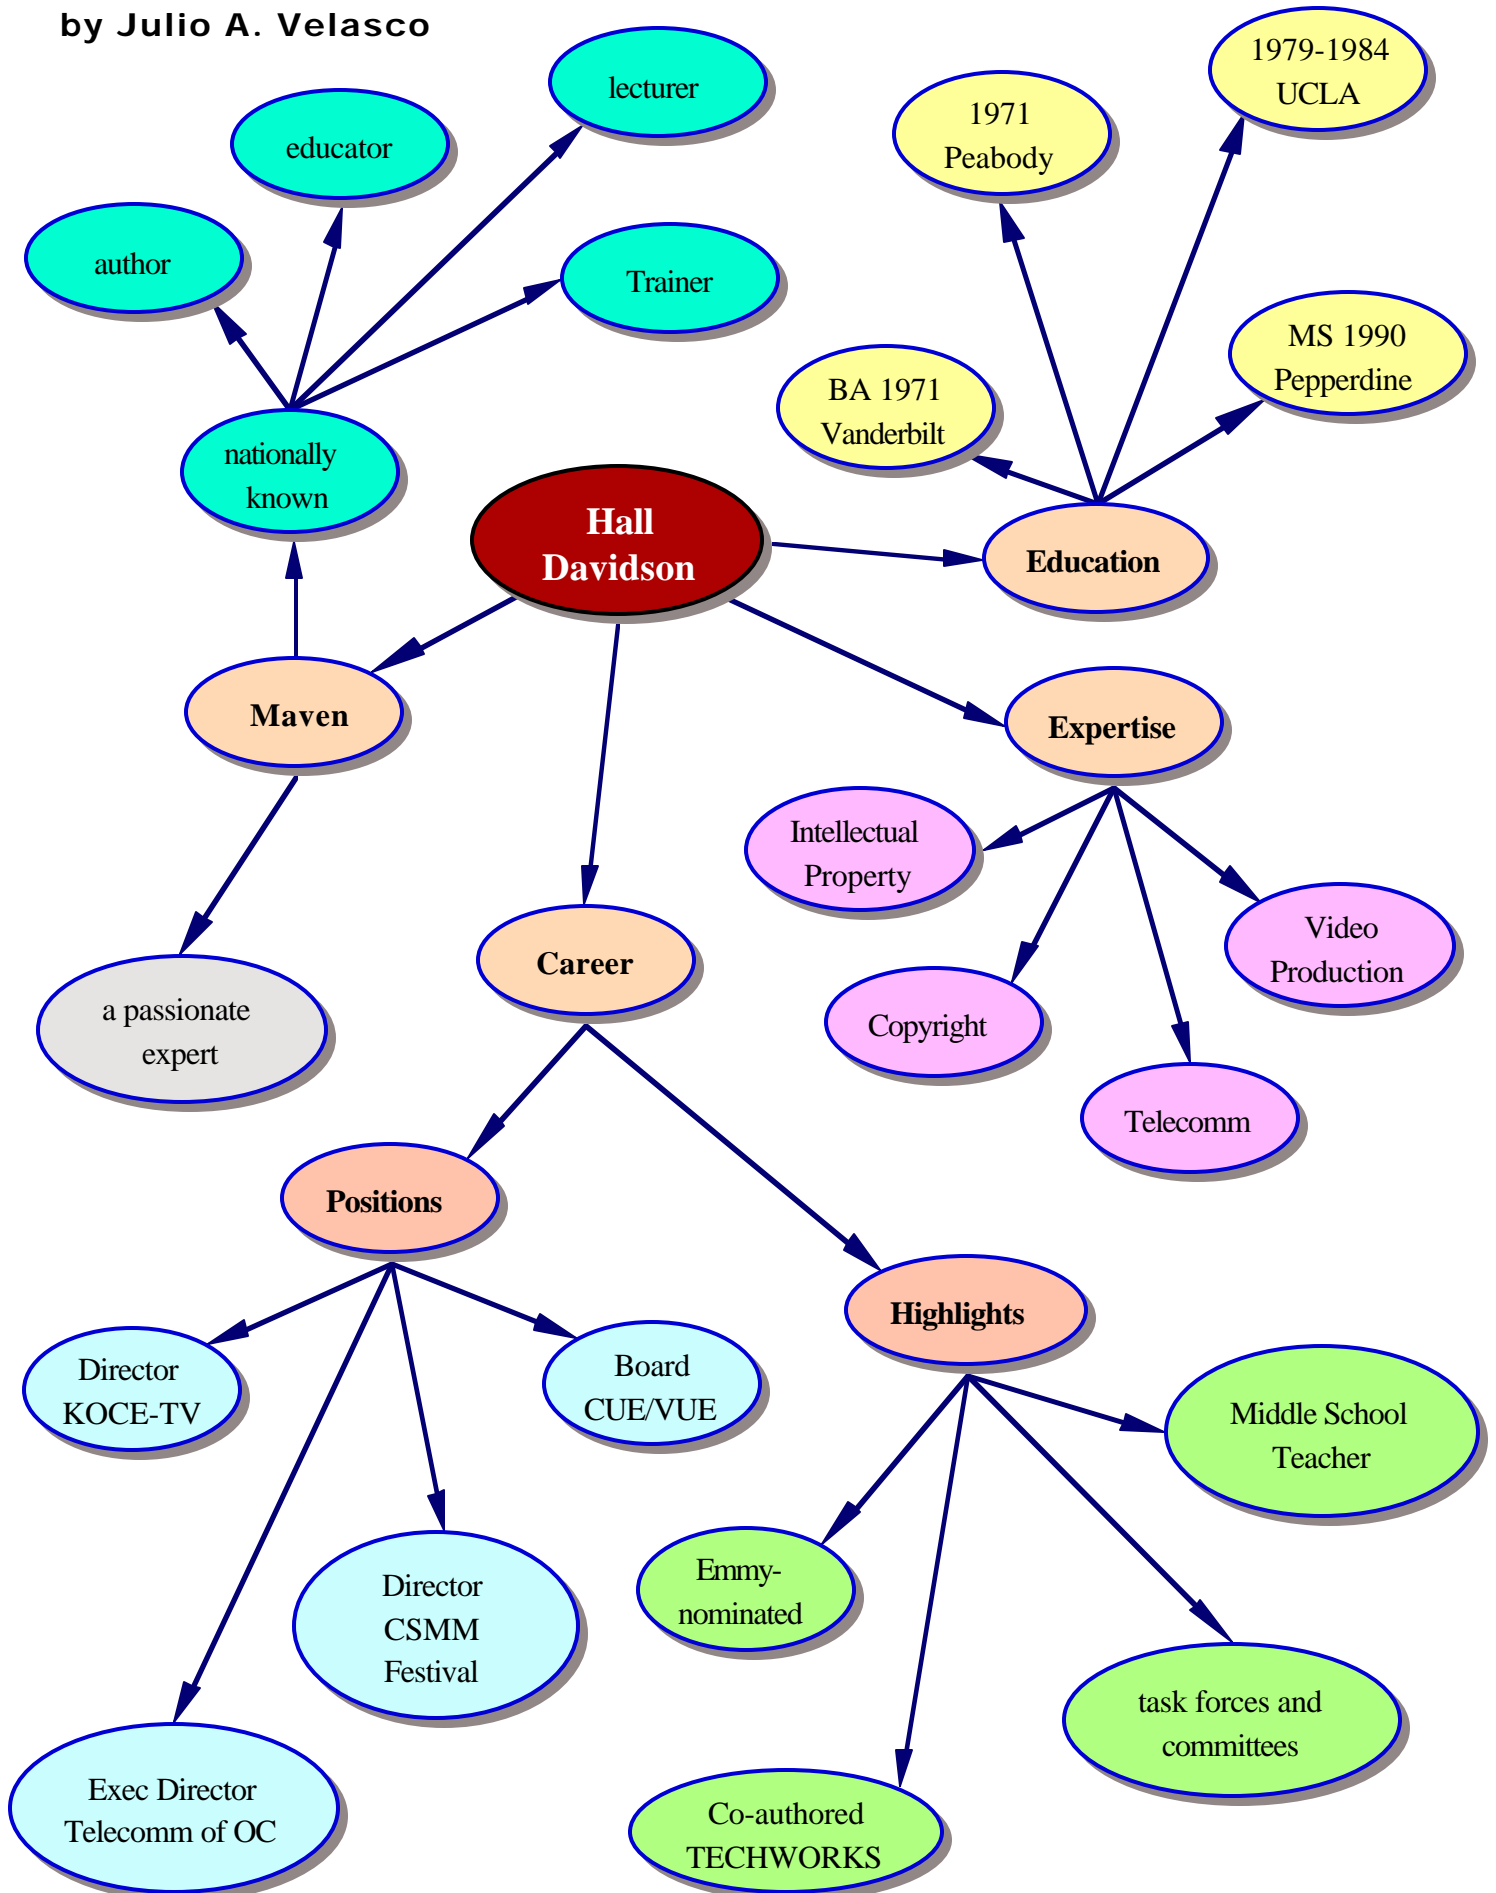 by Julio A. Velasco
lecturer
educator
author
Trainer
nationally
known
1979-1984
UCLA
1971
Peabody
MS 1990
Pepperdine
BA 1971
Vanderbilt
Hall
Davidson
Education
Maven
Expertise
Intellectual
Property
Video
Production
Copyright
Telecomm
Career
a passionate
expert
Positions
Highlights
Director
KOCE-TV
Board
CUE/VUE
Director
CSMM
Festival
Exec Director
Telecomm of OC
Middle School
Teacher
Emmy-
nominated
task forces and
committees
Co-authored
TECHWORKS